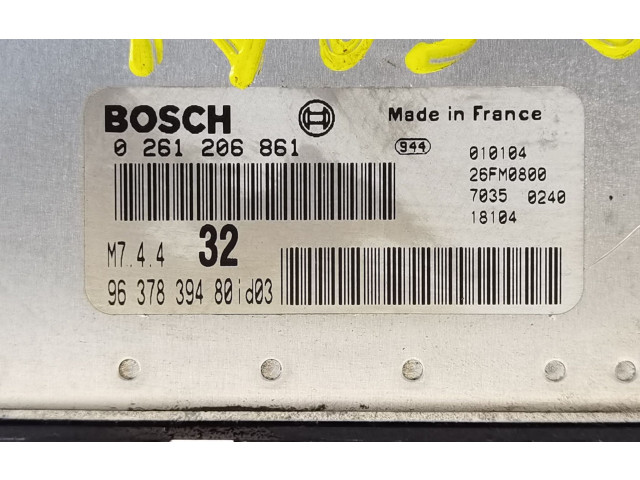 BOSCH
Made in France
0 261 206 861
944
010104
26FM0800
7035 0240
18104
M7.4.4 32
96 378 394 80id03